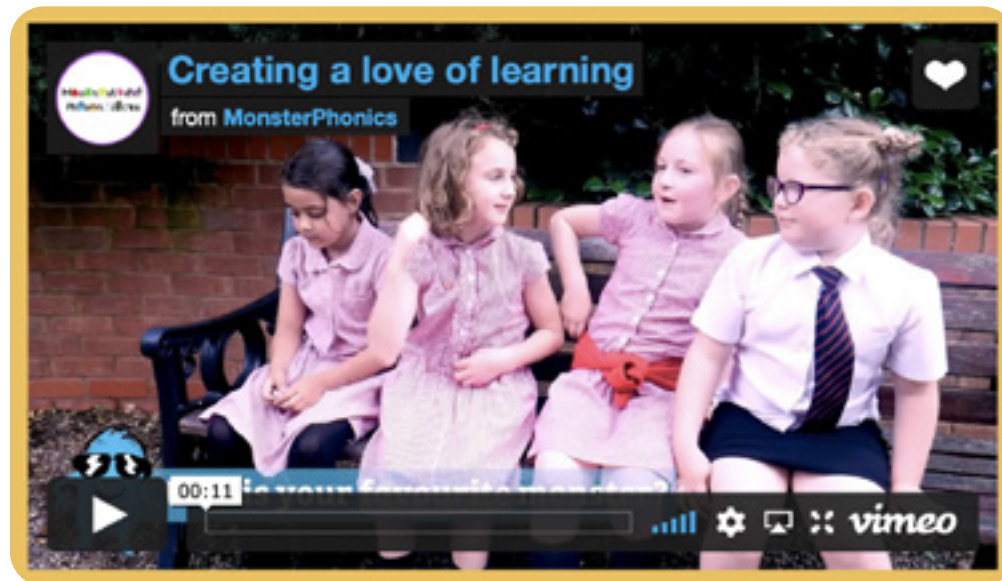 Creating a love of learning
from MonsterPhonics
is your favourite monster?
00:11
vimeo